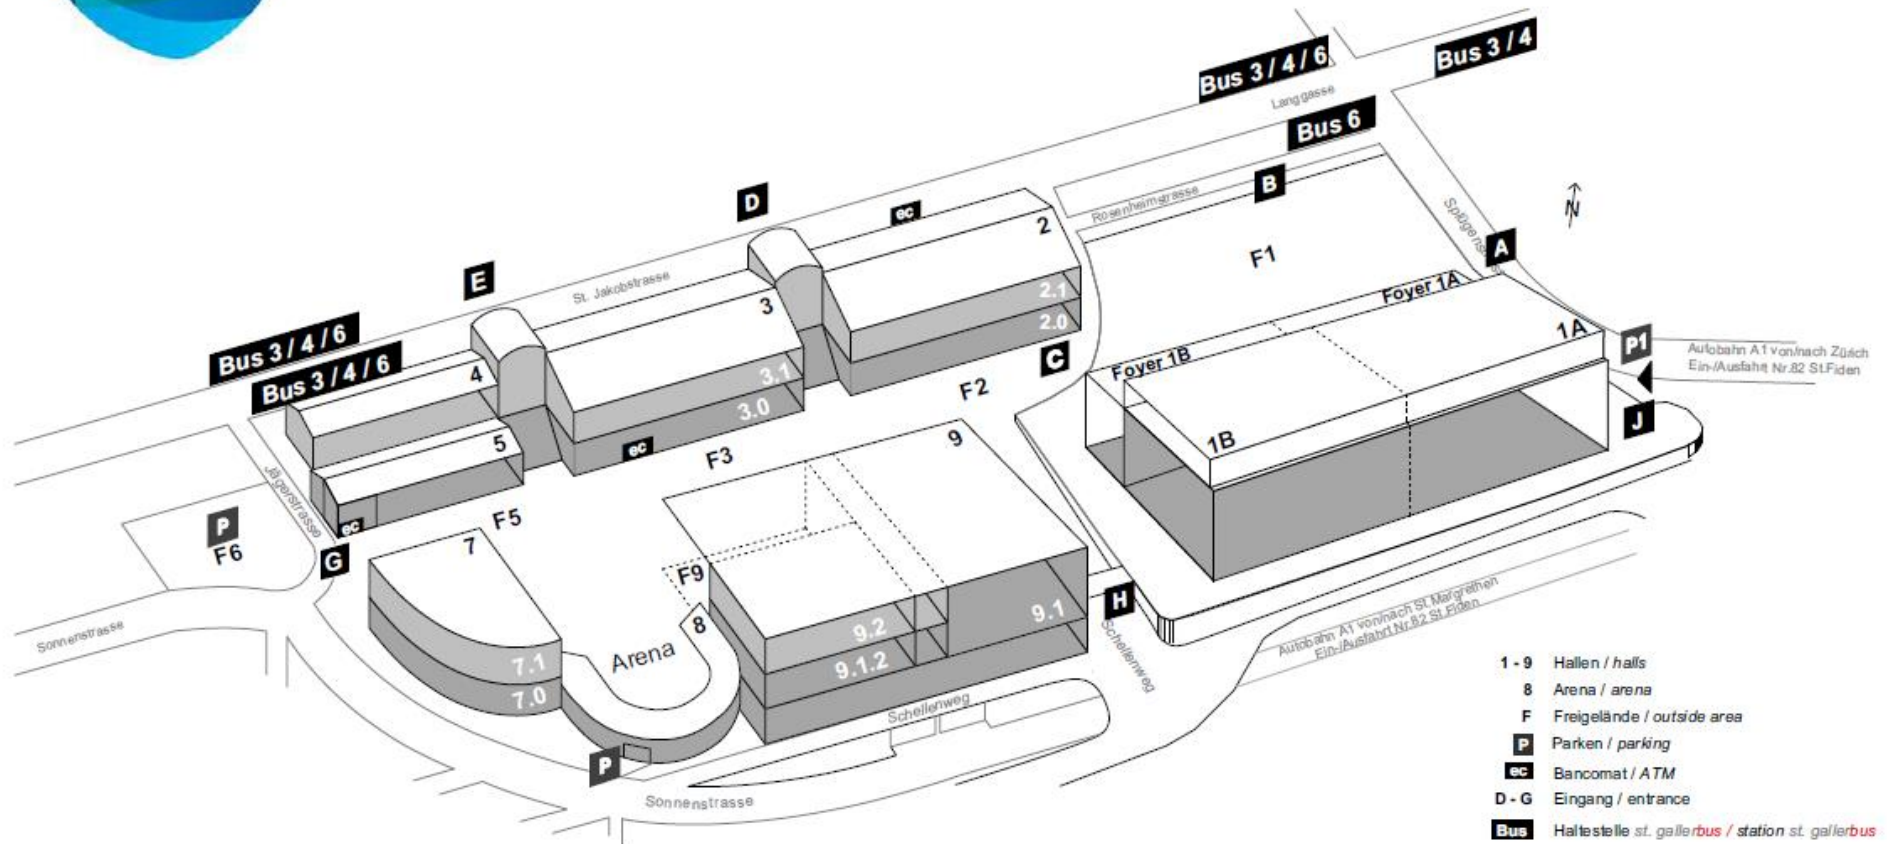 Bus 3 / 4
Bus 3 / 4 / 6
Langgasse
Bus 6
B
Rosenheimstrasse
D
ec
2
N
A
F1
E
St. Jakobstrasse
3
2.1
2.0
Foyer 1A
1A
P1
Autobahn A1 von/nach Zürich
Ein-/Ausfahrt Nr.82 St.Fiden
Bus 3 / 4 / 6
Bus 3 / 4 / 6
4
3.1
3.0
C
Foyer 1B
F2
J
5
ec
F3
9
1B
Jägerstrasse
ec
P
F6
G
F5
7
F9
H
8
9.1
9.2
9.1.2
Arena
7.1
7.0
Sonnenstrasse
Schellenweg
Schellenweg
Autobahn A1 von/nach St.Margrethen
Ein-/Ausfahrt Nr.82 St.Fiden
P
Sonnenstrasse
1 - 9 Hallen / halls
8 Arena / arena
F Freigelände / outside area
P Parken / parking
ec Bancomat / ATM
D - G Eingang / entrance
Bus Haltestelle st. gallerbus / station st. gallerbus